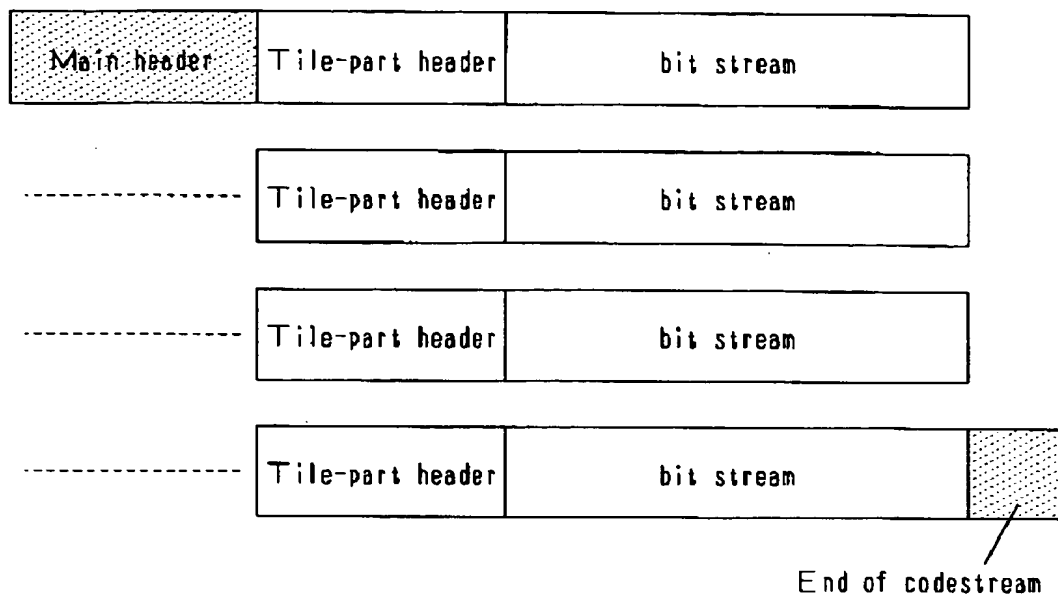 Main header Tile-part header bit stream
Tile-part header bit stream
Tile-part header bit stream
Tile-part header bit stream
End of codestream